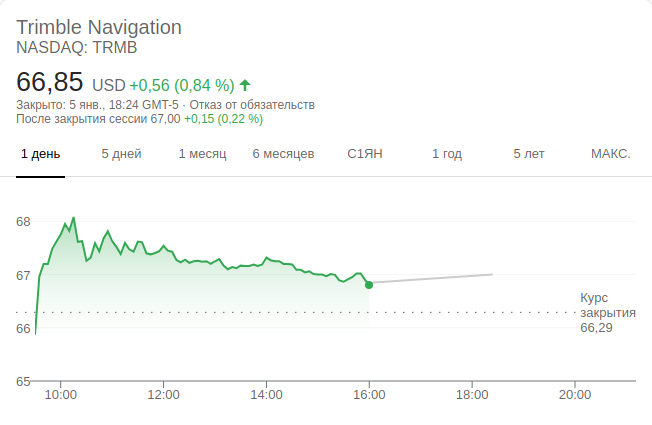 Trimble Navigation
NASDAQ: TRMB
66,85 USD +0,56 (0,84 %)
Закрыто: 5 янв., 18:24 GMT-5 · Отказ от обязательств
После закрытия сессии 67,00 +0,15 (0,22 %)
1 день 5 дней 1 месяц 6 месяцев С1ЯН 1 год 5 лет МАКС.
68
67
Курс
закрытия
66,29
66
65
10:00 12:00 14:00 16:00 18:00 20:00